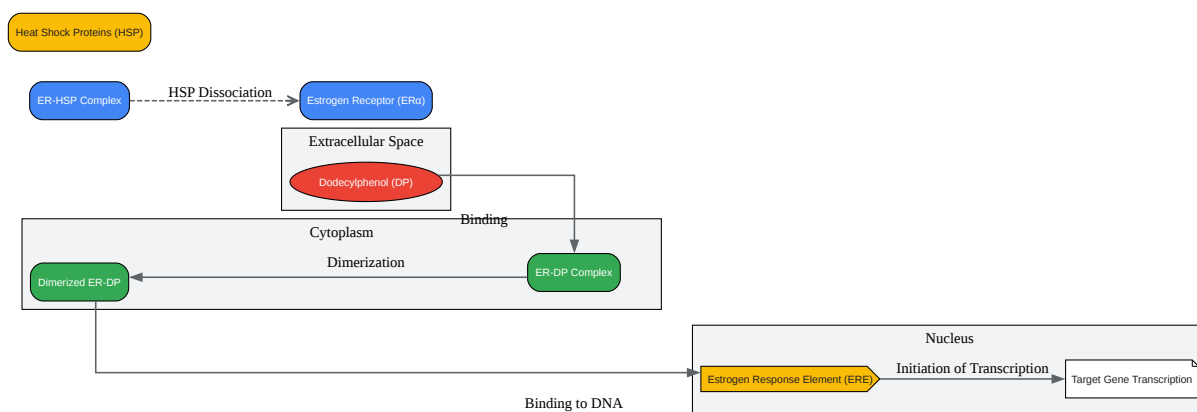 Heat Shock Proteins (HSP)
ER-HSP Complex
HSP Dissociation
Estrogen Receptor (ERα)
Extracellular Space
Dodecylphenol (DP)
Binding
Cytoplasm
Dimerization
ER-DP Complex
Dimerized ER-DP
Nucleus
Estrogen Response Element (ERE)
Initiation of Transcription
Target Gene Transcription
Binding to DNA